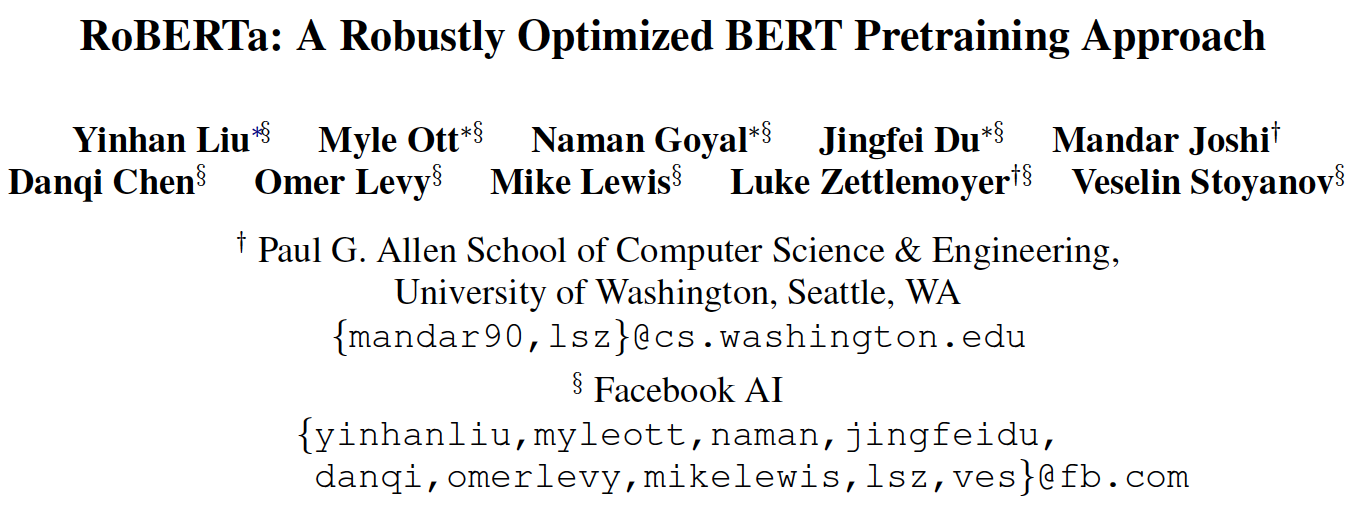 RoBERTa: A Robustly Optimized BERT Pretraining Approach
Yinhan Liu*§ Myle Ott*§ Naman Goyal*§ Jingfei Du*§ Mandar Joshi†
Danqi Chen§ Omer Levy§ Mike Lewis§ Luke Zettlemoyer†§ Veselin Stoyanov§
† Paul G. Allen School of Computer Science & Engineering,
University of Washington, Seattle, WA
{mandar90,lsz}@cs.washington.edu
§ Facebook AI
{yinhanliu,myleott,naman,jingfeidu,
danqi,omerlevy,mikelewis,lsz,ves}@fb.com